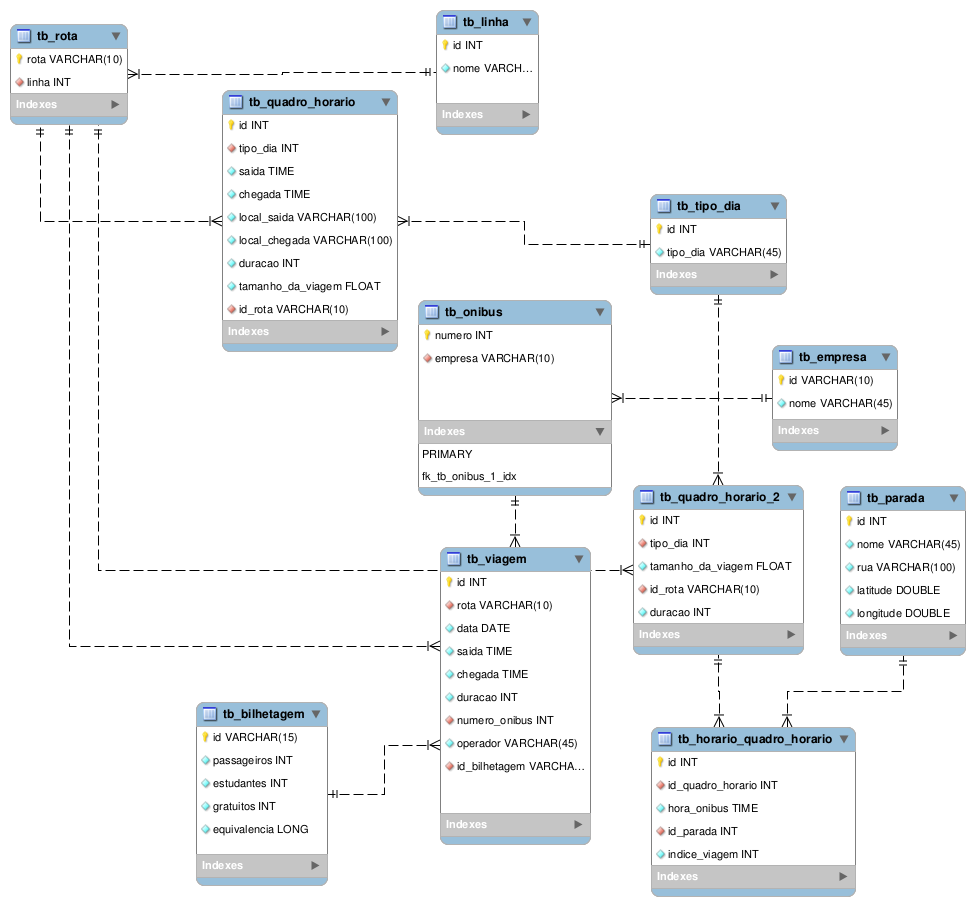 tb_rota
rota VARCHAR(10)
linha INT
Indexes
tb_linha
id INT
nome VARCH...
Indexes
tb_quadro_horario
id INT
tipo_dia INT
saida TIME
chegada TIME
local_saida VARCHAR(100)
local_chegada VARCHAR(100)
duracao INT
tamanho_da_viagem FLOAT
id_rota VARCHAR(10)
Indexes
tb_tipo_dia
id INT
tipo_dia VARCHAR(45)
Indexes
tb_onibus
numero INT
empresa VARCHAR(10)
Indexes
PRIMARY
fk_tb_onibus_1_idx
tb_empresa
id VARCHAR(10)
nome VARCHAR(45)
Indexes
tb_quadro_horario_2
id INT
tipo_dia INT
tamanho_da_viagem FLOAT
id_rota VARCHAR(10)
duracao INT
Indexes
tb_parada
id INT
nome VARCHAR(45)
rua VARCHAR(100)
latitude DOUBLE
longitude DOUBLE
Indexes
tb_viagem
id INT
rota VARCHAR(10)
data DATE
saida TIME
chegada TIME
duracao INT
numero_onibus INT
operador VARCHAR(45)
id_bilhetagem VARCHA...
Indexes
tb_bilhetagem
id VARCHAR(15)
passageiros INT
estudantes INT
gratuitos INT
equivalencia LONG
Indexes
tb_horario_quadro_horario
id INT
id_quadro_horario INT
hora_onibus TIME
id_parada INT
indice_viagem INT
Indexes